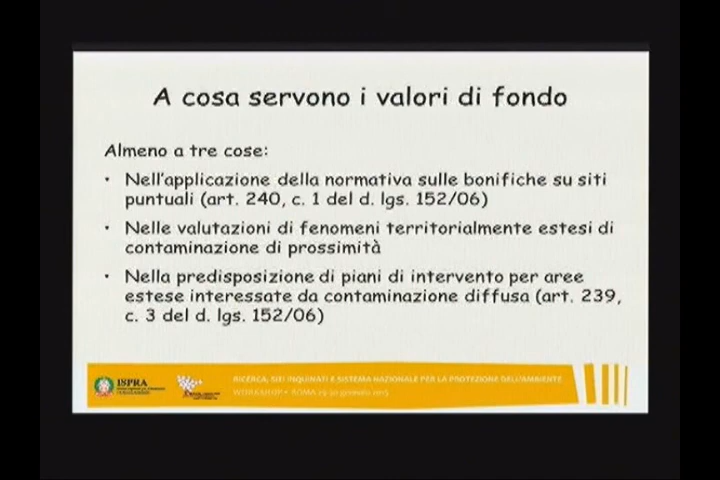 A cosa servono i valori di fondo
Almeno a tre cose:
• Nell'applicazione della normativa sulle bonifiche su siti
puntuali (art. 240, c. 1 del d. lgs. 152/06)
• Nelle valutazioni di fenomeni territorialmente estesi di
contaminazione di prossimità
• Nella predisposizione di piani di intervento per aree
estese interessate da contaminazione diffusa (art. 239,
c. 3 del d. lgs. 152/06)
ISPRA
RICERCA, SITI INQUINATI E SISTEMA NAZIONALE PER LA PROTEZIONE DELL'AMBIENTE
WORKSHOP • ROMA